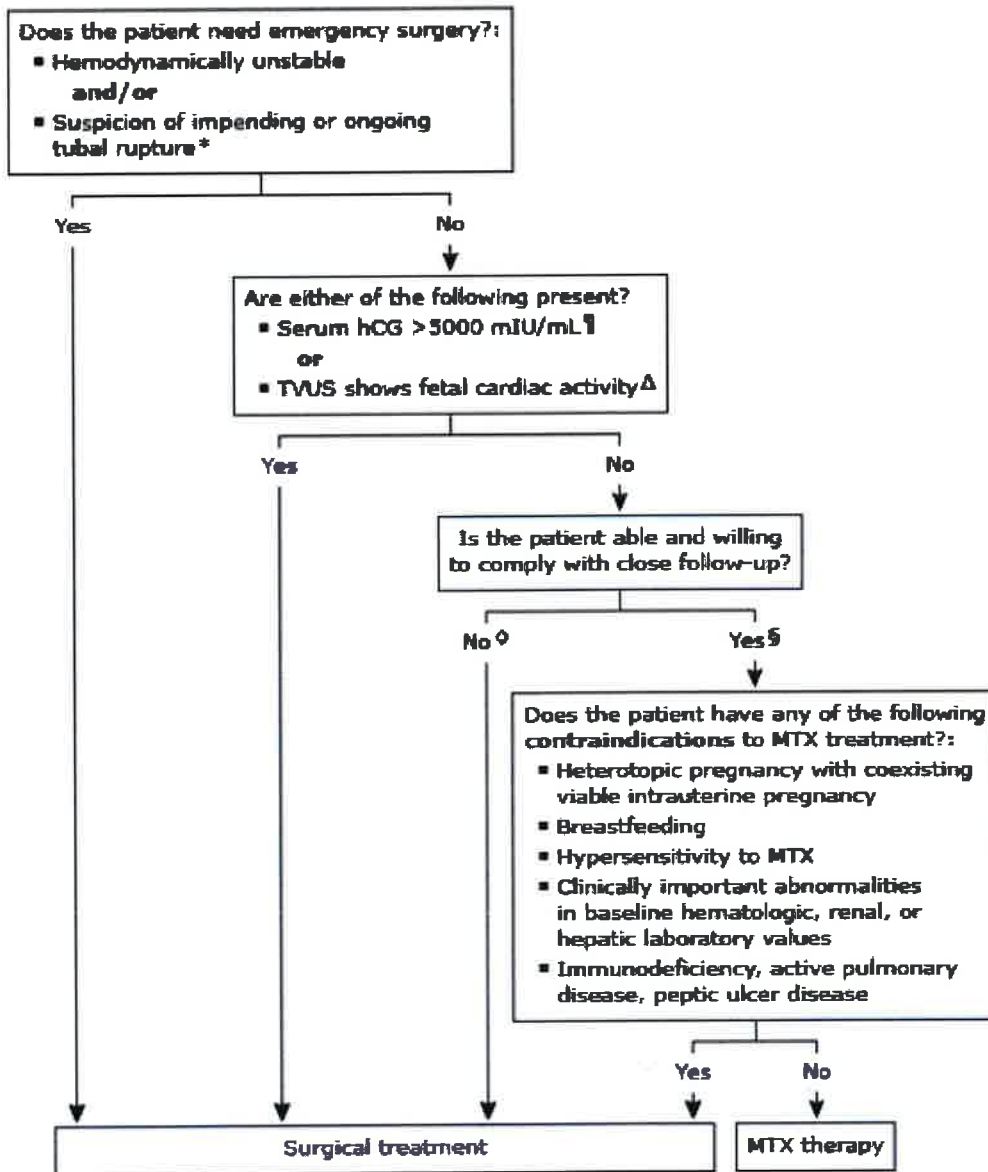 Does the patient need emergency surgery?:
▪ Hemodynamically unstable
and/or
▪ Suspicion of impending or ongoing
tubal rupture*
Yes
No
Are either of the following present?
▪ Serum hCG >5000 mIU/mL¶
or
▪ TVUS shows fetal cardiac activityΔ
Yes
No
Is the patient able and willing
to comply with close follow-up?
No◊
Yes§
Does the patient have any of the following
contraindications to MTX treatment?:
▪ Heterotopic pregnancy with coexisting
viable intrauterine pregnancy
▪ Breastfeeding
▪ Hypersensitivity to MTX
▪ Clinically important abnormalities
in baseline hematologic, renal, or
hepatic laboratory values
▪ Immunodeficiency, active pulmonary
disease, peptic ulcer disease
Yes
No
Surgical treatment
MTX therapy